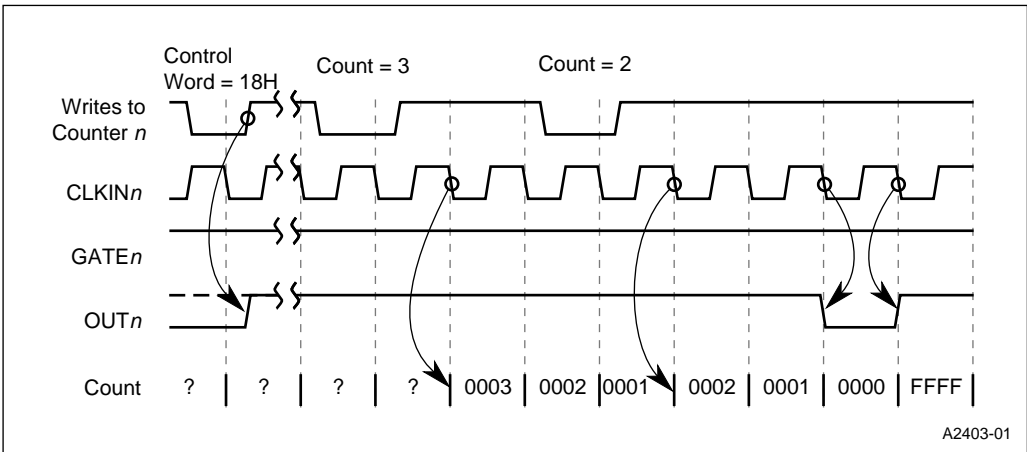 Control
Word = 18H
Count = 3
Count = 2
Writes to
Counter n
CLKINn
GATEn
OUTn
Count ? ? ? ? 0003 0002 0001 0002 0001 0000 FFFF
A2403-01